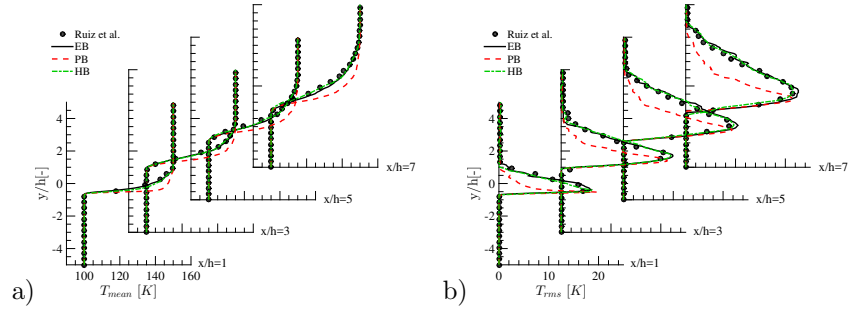 Ruiz et al.
EB
PB
HB
y/h[-]
4
2
0
-2
-4
100 120 140 160
T_mean [K]
x/h=1
x/h=3
x/h=5
x/h=7
a)
Ruiz et al.
EB
PB
HB
y/h[-]
4
2
0
-2
-4
0 10 20
T_rms [K]
x/h=1
x/h=3
x/h=5
x/h=7
b)